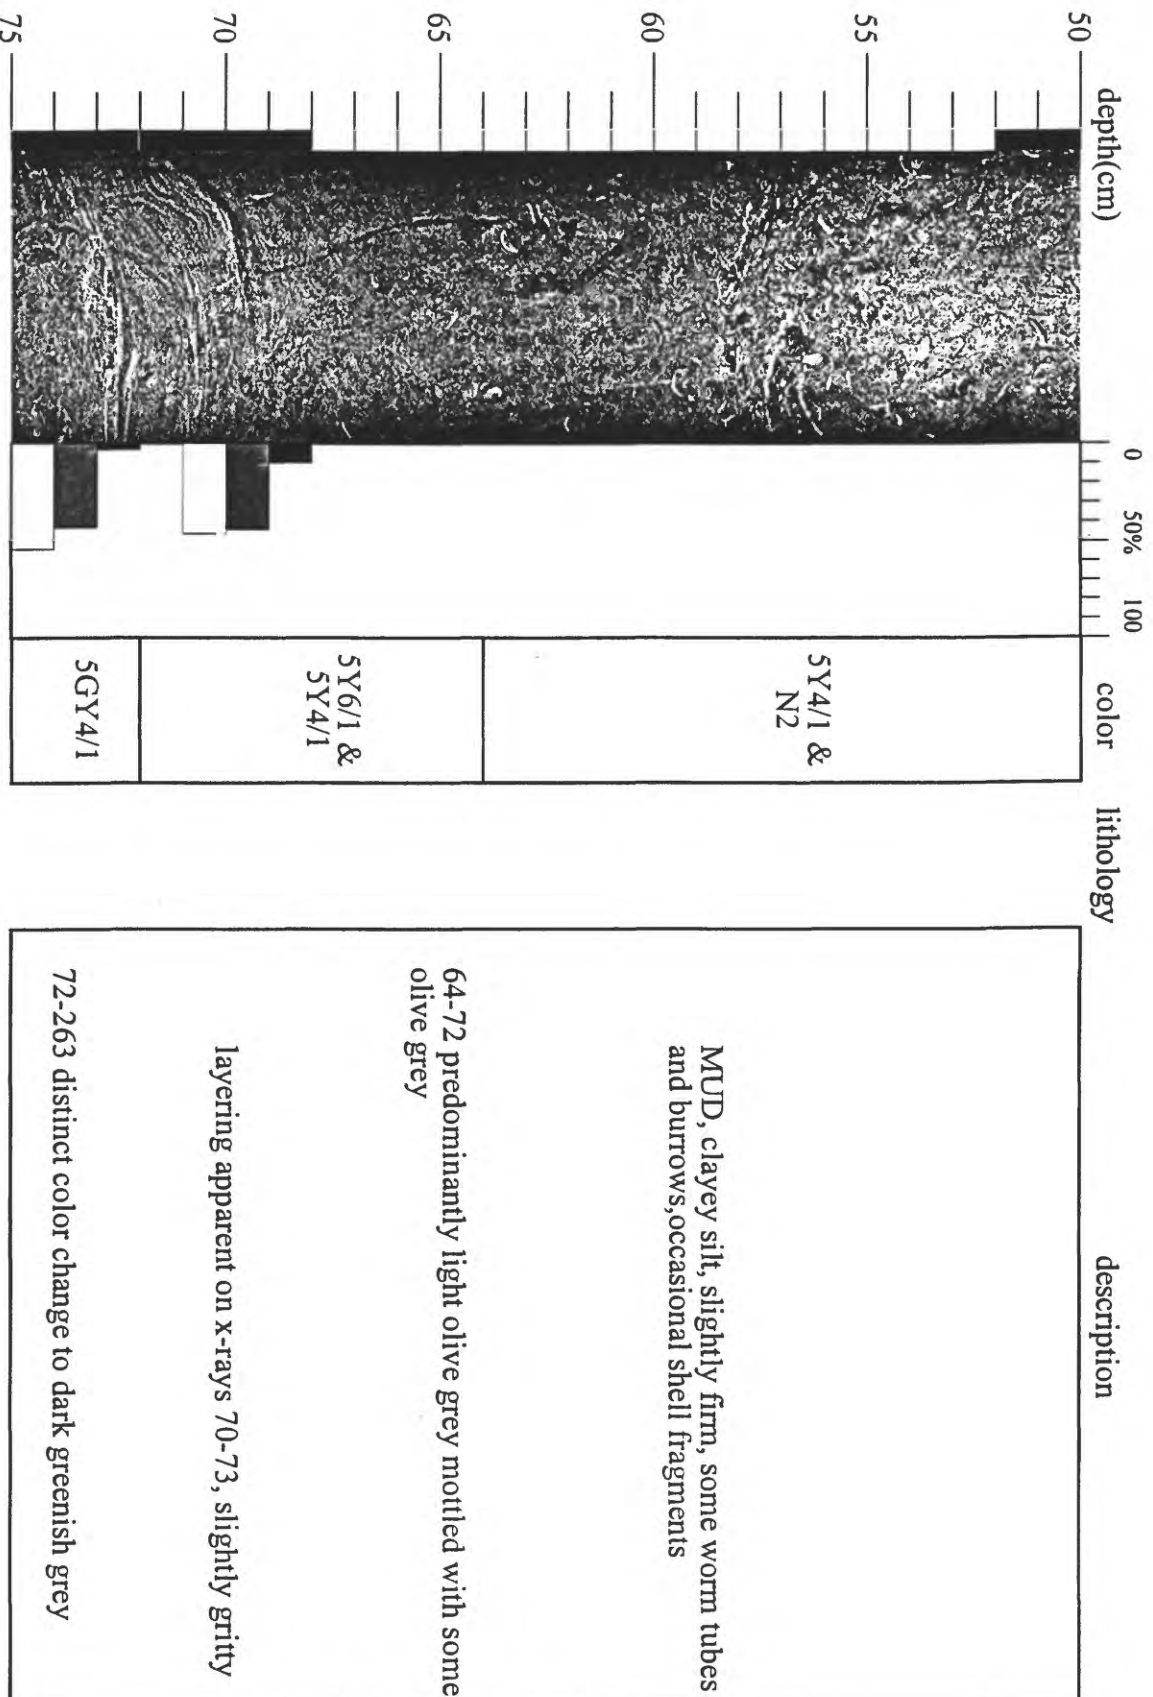 depth(cm)
0 50% 100
color
lithology
description
50
55
60
65
70
75
5Y4/1 &
N2
5Y6/1 &
5Y4/1
5GY4/1
MUD, clayey silt, slightly firm, some worm tubes
and burrows,occasional shell fragments
64-72 predominantly light olive grey mottled with some
olive grey
layering apparent on x-rays 70-73, slightly gritty
72-263 distinct color change to dark greenish grey